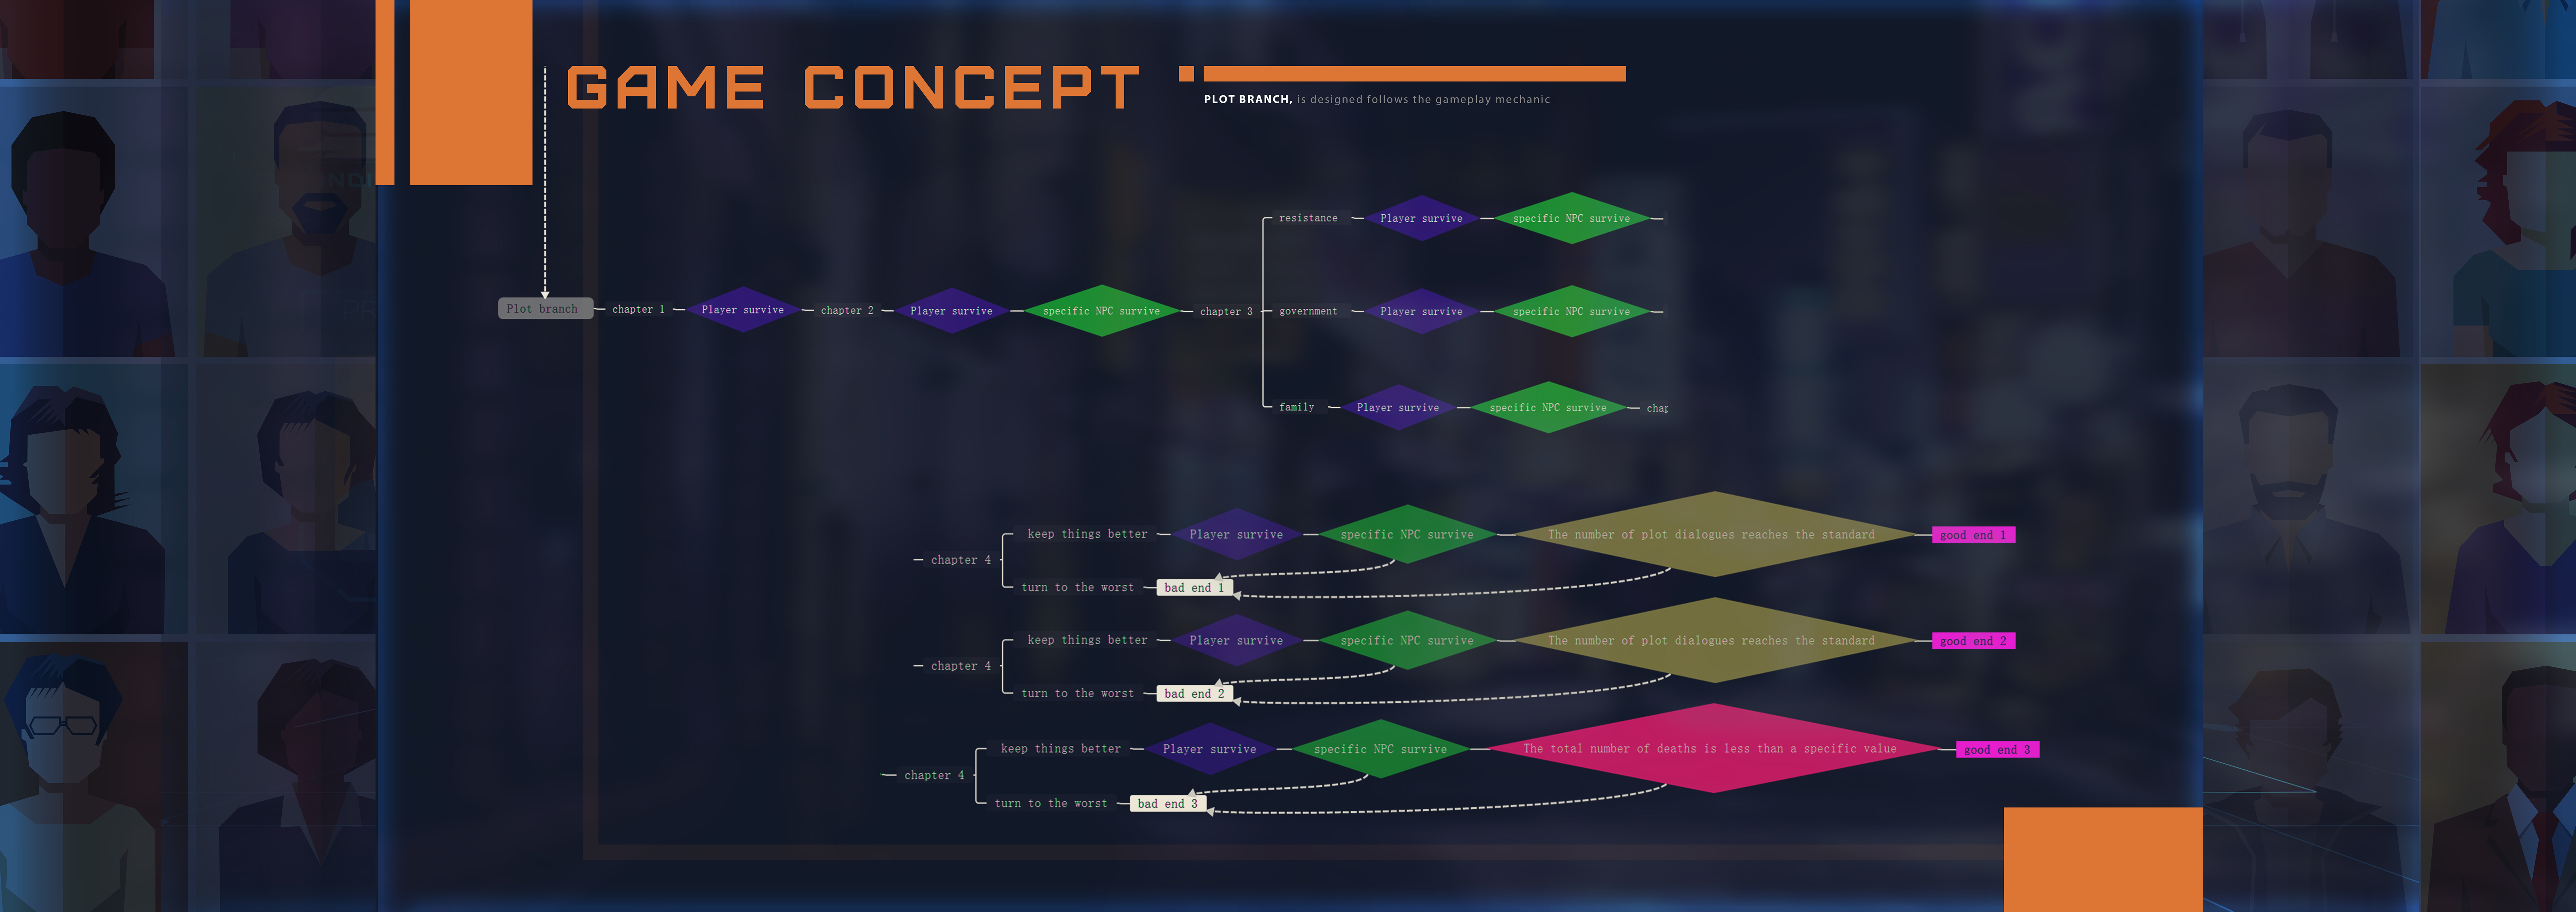 GAME CONCEPT
PLOT BRANCH, is designed follows the gameplay mechanic
resistance Player survive specific NPC survive
Plot branch chapter 1 Player survive chapter 2 Player survive specific NPC survive chapter 3 government Player survive specific NPC survive
family Player survive specific NPC survive chap
keep things better Player survive specific NPC survive The number of plot dialogues reaches the standard good end 1
chapter 4
turn to the worst bad end 1
keep things better Player survive specific NPC survive The number of plot dialogues reaches the standard good end 2
chapter 4
turn to the worst bad end 2
keep things better Player survive specific NPC survive The total number of deaths is less than a specific value good end 3
chapter 4
turn to the worst bad end 3